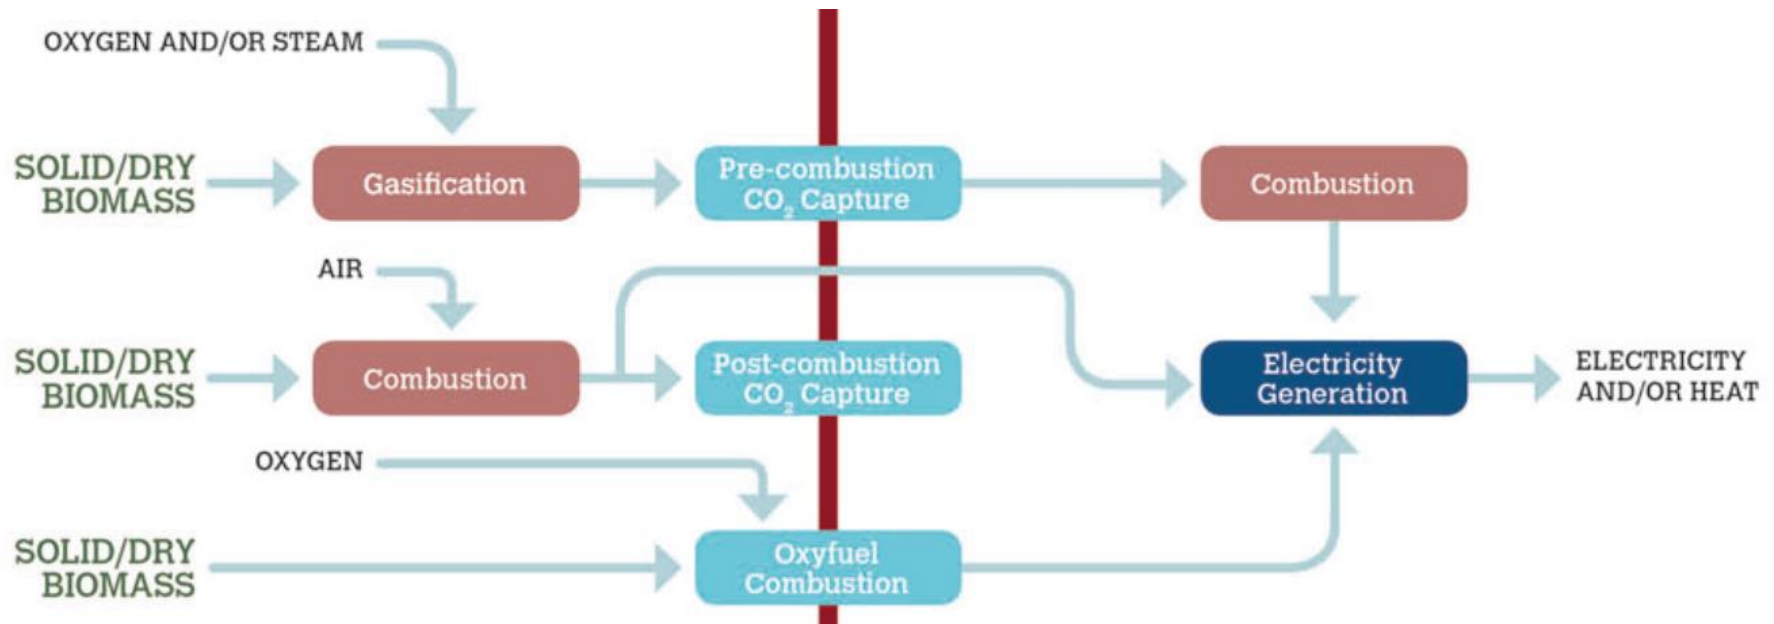 OXYGEN AND/OR STEAM
SOLID/DRY
BIOMASS
Gasification
Pre-combustion
CO₂ Capture
Combustion
AIR
SOLID/DRY
BIOMASS
Combustion
Post-combustion
CO₂ Capture
Electricity
Generation
ELECTRICITY
AND/OR HEAT
OXYGEN
SOLID/DRY
BIOMASS
Oxyfuel
Combustion